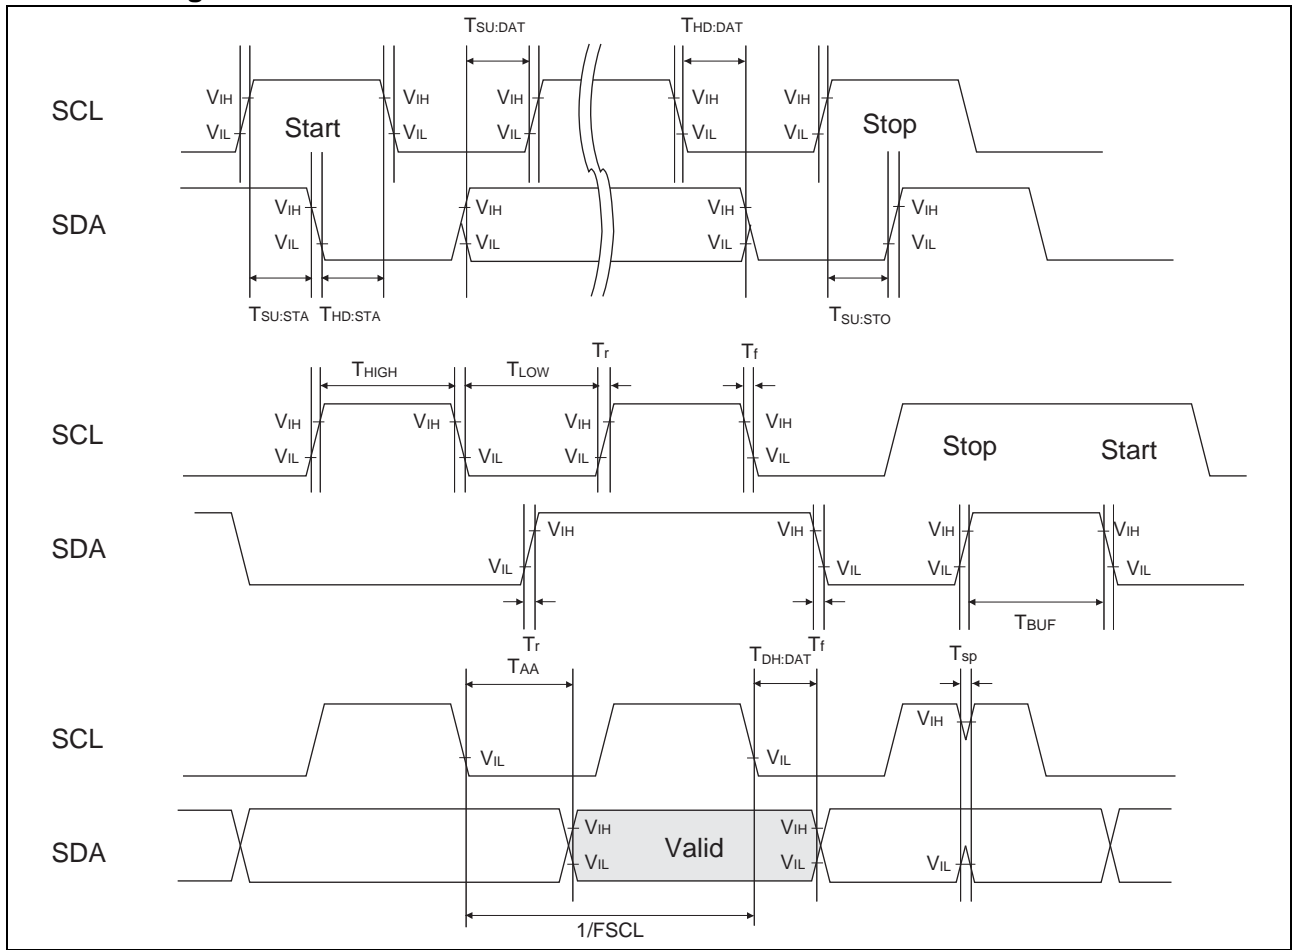 TSU:DAT THD:DAT
SCL VIH VIH VIH VIH VIH
Start Stop
VIL VIL VIL VIL VIL
SDA VIH VIH VIH VIH
VIL VIL VIL VIL
TSU:STA THD:STA TSU:STO
Tr Tf
THIGH TLOW
SCL VIH VIH VIH VIH
Stop Start
VIL VIL VIL VIL
SDA VIH VIH VIH VIH
VIL VIL VIL VIL
TBUF
Tr Tf
TAA TDH:DAT Tsp
SCL VIH
VIL VIL
SDA VIH Valid VIH
VIL VIL VIL
1/FSCL